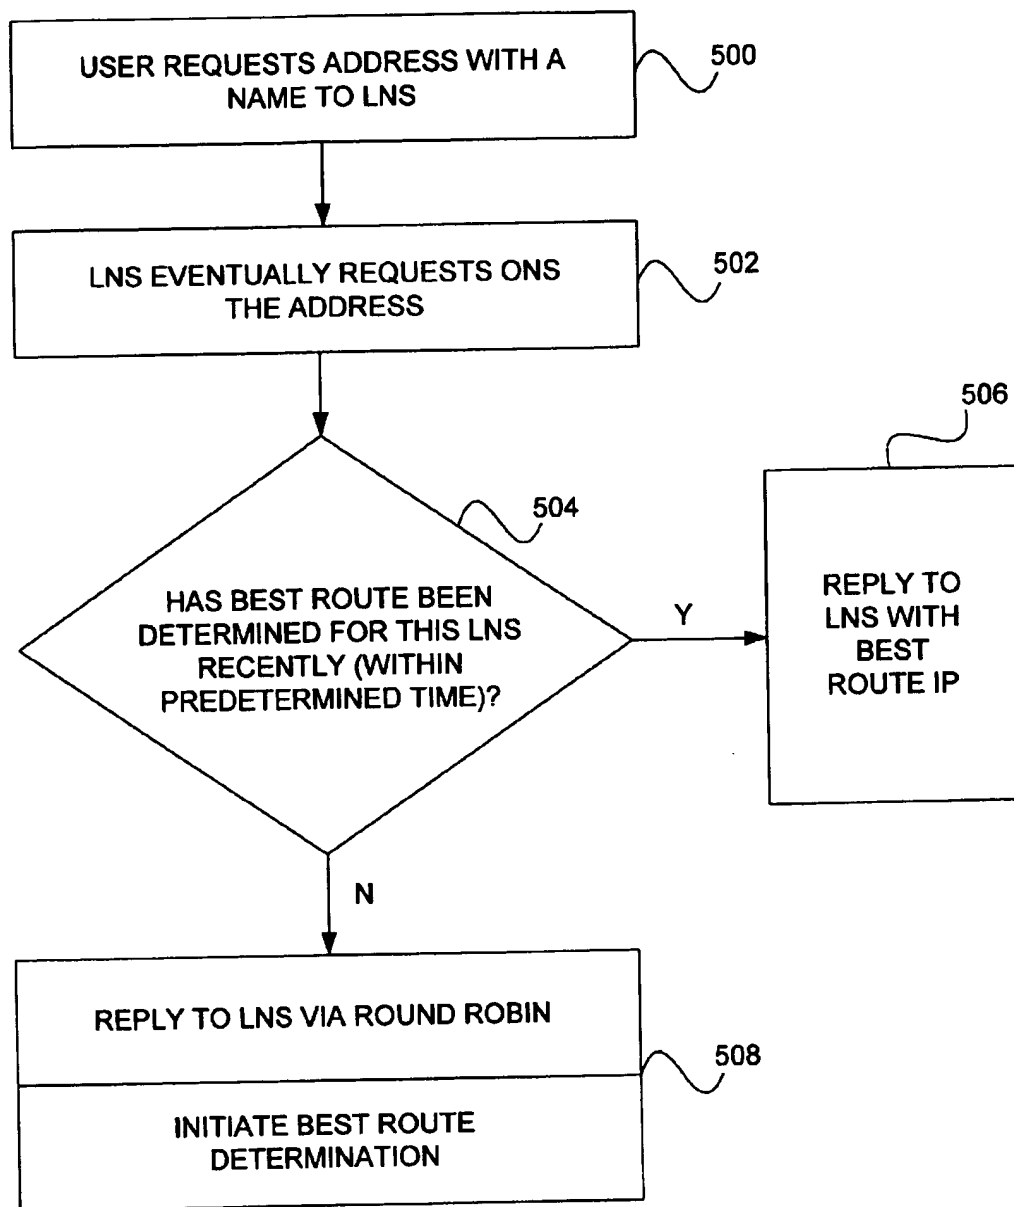 USER REQUESTS ADDRESS WITH A
NAME TO LNS
500
LNS EVENTUALLY REQUESTS ONS
THE ADDRESS
502
506
504
HAS BEST ROUTE BEEN
DETERMINED FOR THIS LNS
RECENTLY (WITHIN
PREDETERMINED TIME)?
Y
REPLY TO
LNS WITH
BEST
ROUTE IP
N
REPLY TO LNS VIA ROUND ROBIN
508
INITIATE BEST ROUTE
DETERMINATION